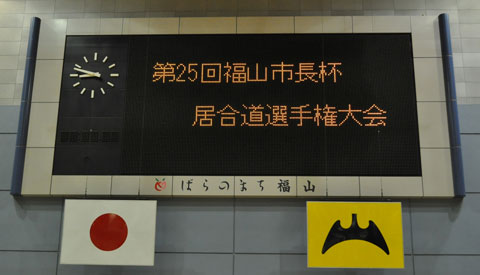 第25回福山市長杯
居合道選手権大会
ばらのまち福山